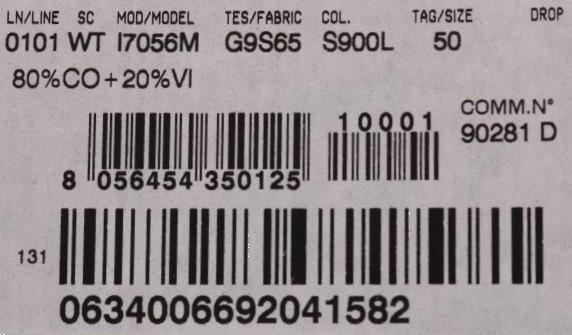 LN/LINE SC MOD/MODEL TES/FABRIC COL. TAG/SIZE DROP
0101 WT I7056M G9S65 S900L 50
80%CO+20%VI
COMM.N°
90281 D
10001
8 056454 350125
131
0634006692041582